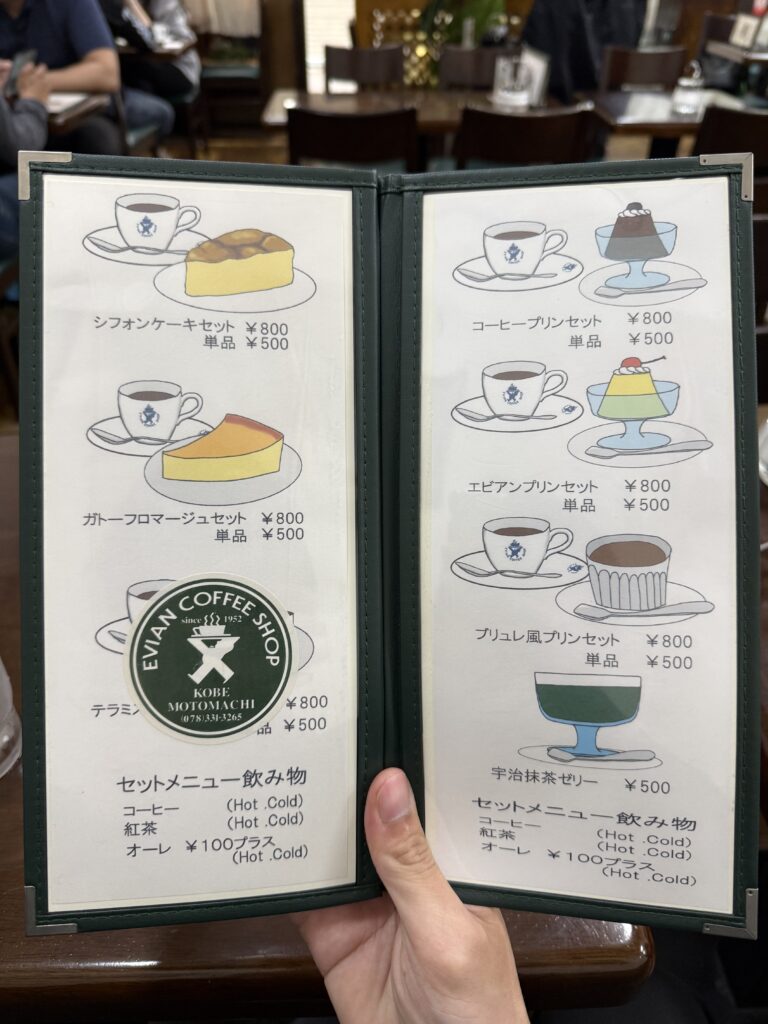 シフォンケーキセット ￥800
単品 ￥500
ガトーフロマージュセット ￥800
単品 ￥500
EVIAN COFFEE SHOP
since 1952
KOBE
MOTOMACHI
(078)331-3265
テラミ
￥800
品 ￥500
セットメニュー飲み物
コーヒー (Hot .Cold)
紅茶 (Hot .Cold)
オーレ ￥100プラス
(Hot .Cold)
コーヒープリンセット ￥800
単品 ￥500
エビアンプリンセット ￥800
単品 ￥500
ブリュレ風プリンセット ￥800
単品 ￥500
宇治抹茶ゼリー ￥500
セットメニュー飲み物
コーヒー (Hot .Cold)
紅茶 (Hot .Cold)
オーレ ￥100プラス
(Hot .Cold)